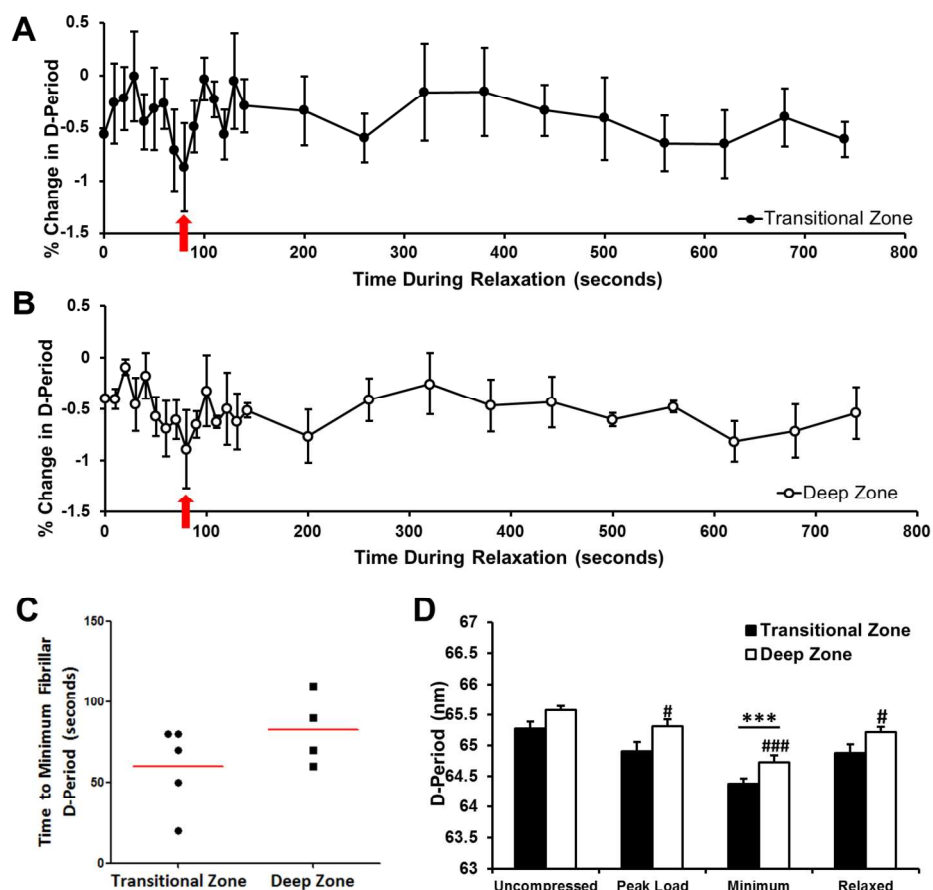 A
0.5
0
-0.5
-1
-1.5
% Change in D-Period
0 100 200 300 400 500 600 700 800
Time During Relaxation (seconds)
Transitional Zone
B
0.5
0
-0.5
-1
-1.5
% Change in D-Period
0 100 200 300 400 500 600 700 800
Time During Relaxation (seconds)
Deep Zone
C
150
100
50
0
Time to Minimum Fibrillar
D-Period (seconds)
Transitional Zone Deep Zone
D
67
66.5
66
65.5
65
64.5
64
63.5
63
D-Period (nm)
Transitional Zone
Deep Zone
#
***
###
#
Uncompressed Peak Load Minimum Relaxed